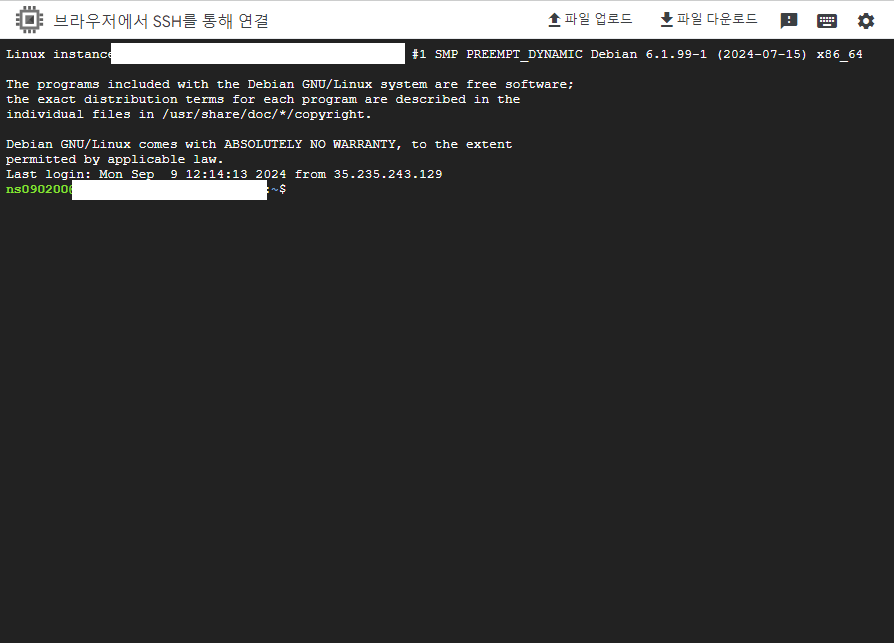 브라우저에서 SSH를 통해 연결
파일 업로드
파일 다운로드
Linux instance #1 SMP PREEMPT_DYNAMIC Debian 6.1.99-1 (2024-07-15) x86_64
The programs included with the Debian GNU/Linux system are free software;
the exact distribution terms for each program are described in the
individual files in /usr/share/doc/*/copyright.
Debian GNU/Linux comes with ABSOLUTELY NO WARRANTY, to the extent
permitted by applicable law.
Last login: Mon Sep  9 12:14:13 2024 from 35.235.243.129
ns090200@ :~$